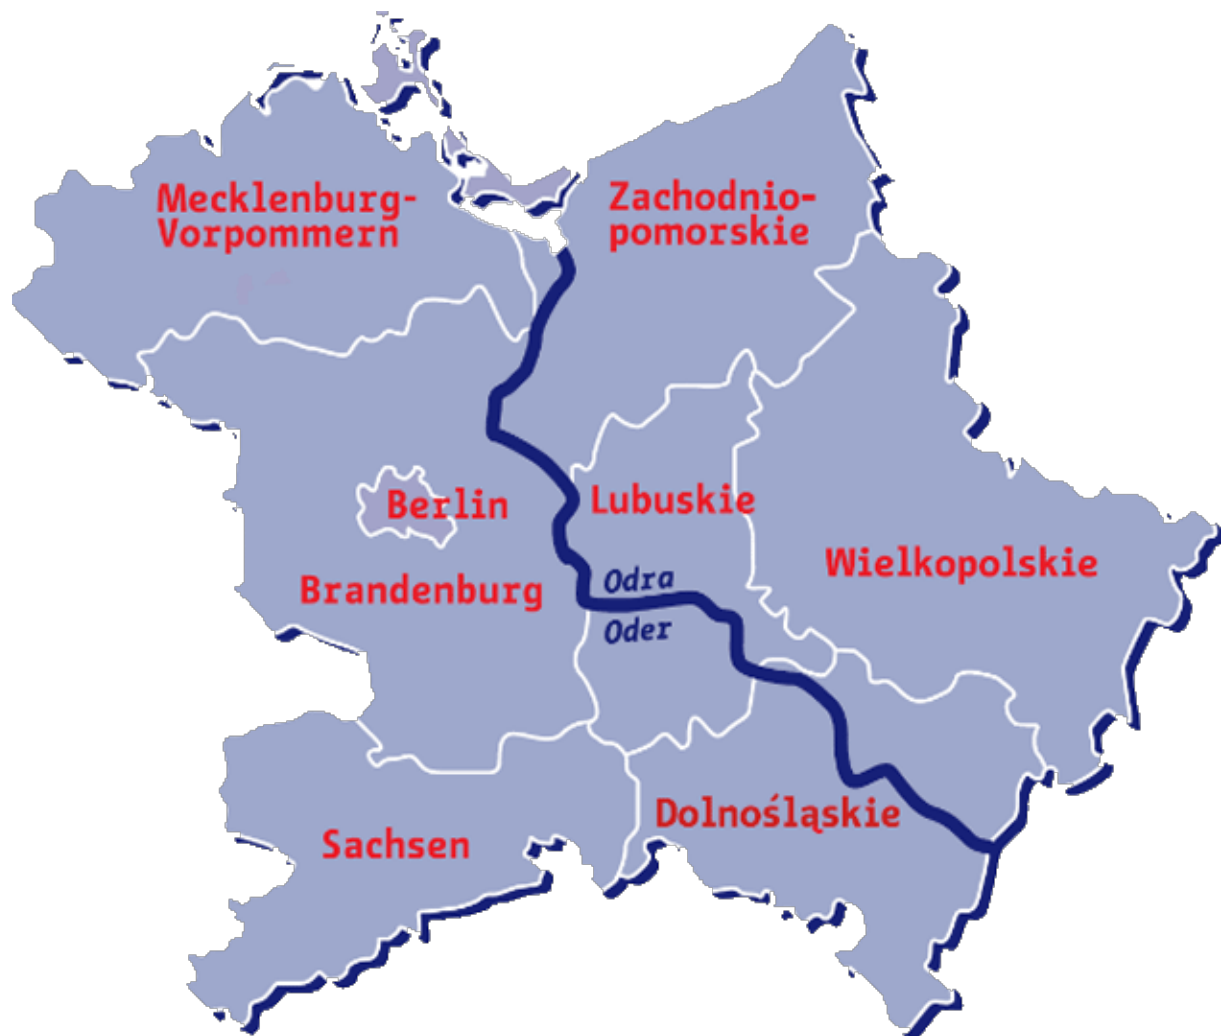 Mecklenburg-
Vorpommern
Zachodnio-
pomorskie
Berlin
Lubuskie
Wielkopolskie
Brandenburg
Odra
Oder
Dolnośląskie
Sachsen